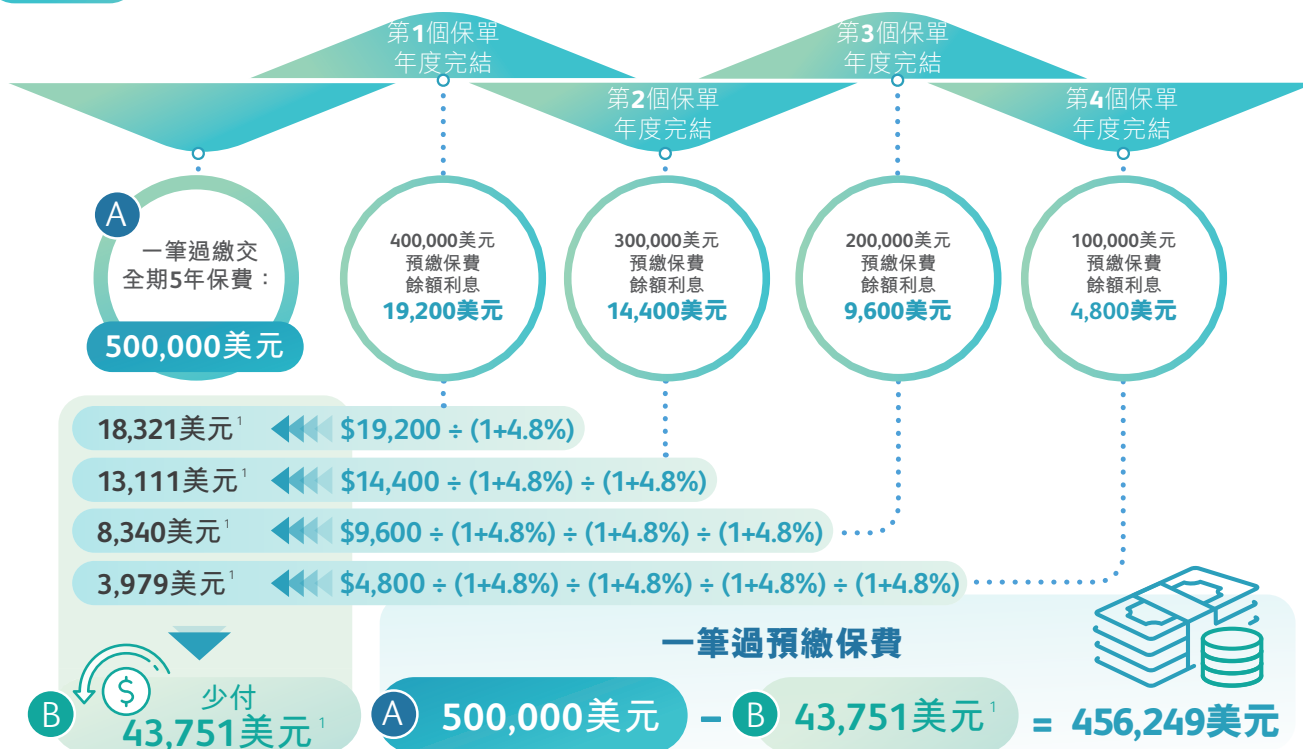 第1個保單
年度完結
第3個保單
年度完結
第2個保單
年度完結
第4個保單
年度完結
A
一筆過繳交
全期5年保費：
500,000美元
400,000美元
預繳保費
餘額利息
19,200美元
300,000美元
預繳保費
餘額利息
14,400美元
200,000美元
預繳保費
餘額利息
9,600美元
100,000美元
預繳保費
餘額利息
4,800美元
18,321美元¹ $19,200 ÷ (1+4.8%)
13,111美元¹ $14,400 ÷ (1+4.8%) ÷ (1+4.8%)
8,340美元¹ $9,600 ÷ (1+4.8%) ÷ (1+4.8%) ÷ (1+4.8%)
3,979美元¹ $4,800 ÷ (1+4.8%) ÷ (1+4.8%) ÷ (1+4.8%) ÷ (1+4.8%)
一筆過預繳保費
$
B 少付
43,751美元¹
A 500,000美元 – B 43,751美元¹ = 456,249美元